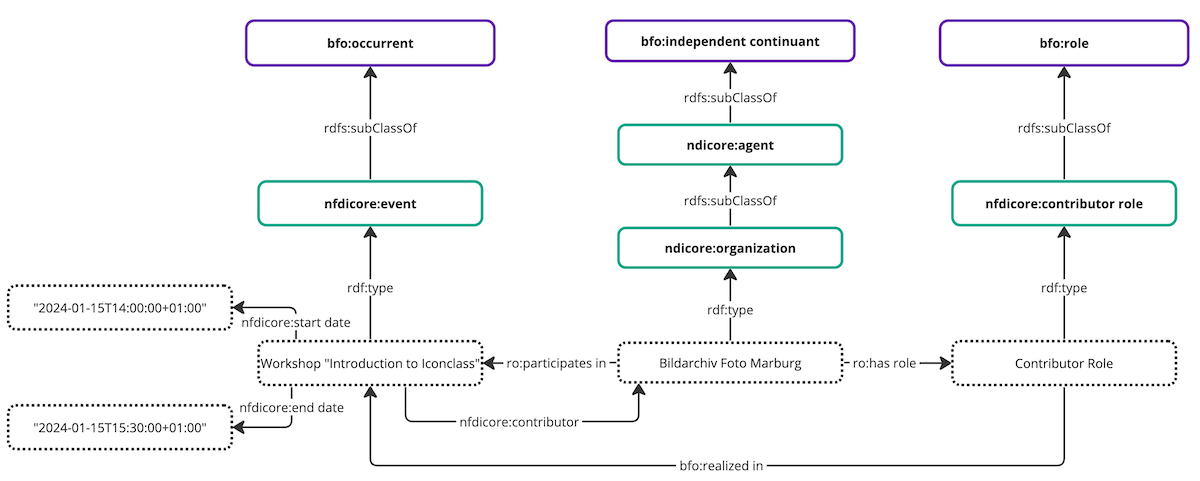 bfo:occurrent
bfo:independent continuant
bfo:role
rdfs:subClassOf
rdfs:subClassOf
rdfs:subClassOf
ndicore:agent
rdfs:subClassOf
nfdicore:event
nfdicore:contributor role
ndicore:organization
rdf:type
rdf:type
rdf:type
"2024-01-15T14:00:00+01:00"
nfdicore:start date
Workshop "Introduction to Iconclass"
ro:participates in
Bildarchiv Foto Marburg
ro:has role
Contributor Role
nfdicore:end date
"2024-01-15T15:30:00+01:00"
nfdicore:contributor
bfo:realized in